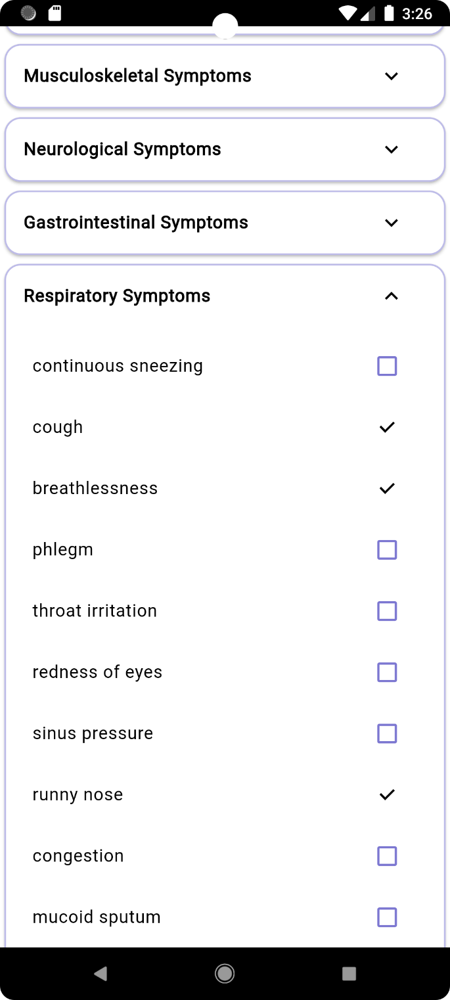 3:26
Musculoskeletal Symptoms
Neurological Symptoms
Gastrointestinal Symptoms
Respiratory Symptoms
continuous sneezing
cough
breathlessness
phlegm
throat irritation
redness of eyes
sinus pressure
runny nose
congestion
mucoid sputum